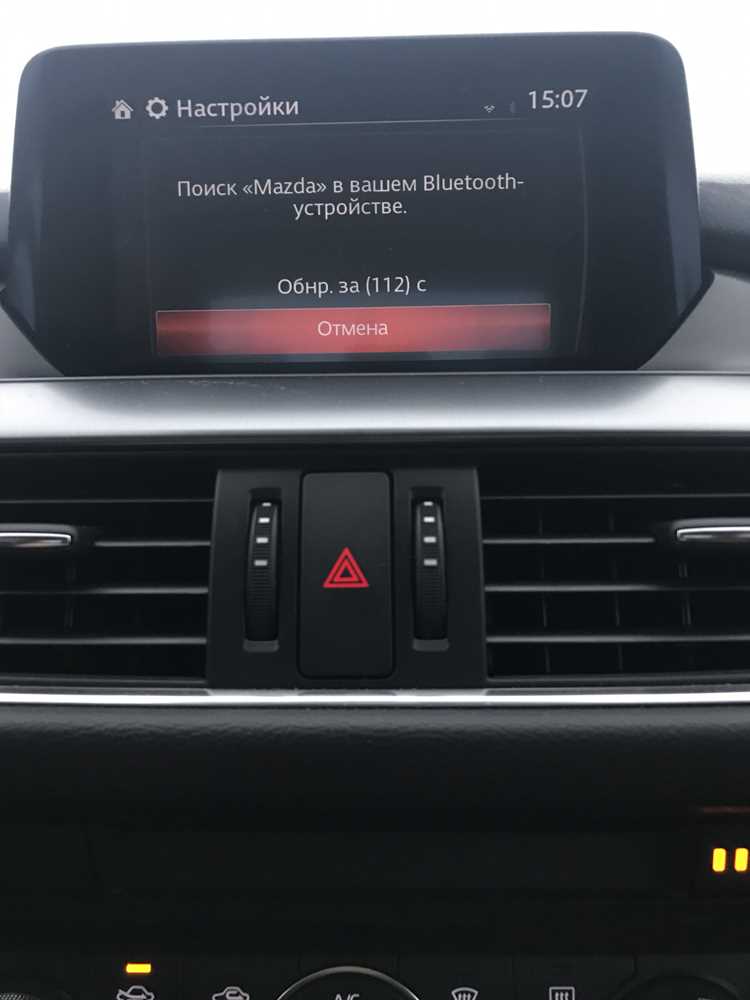 Настройки 15:07
Поиск «Mazda» в вашем Bluetooth-
устройстве.
Обнр. за (112) с
Отмена
A/C